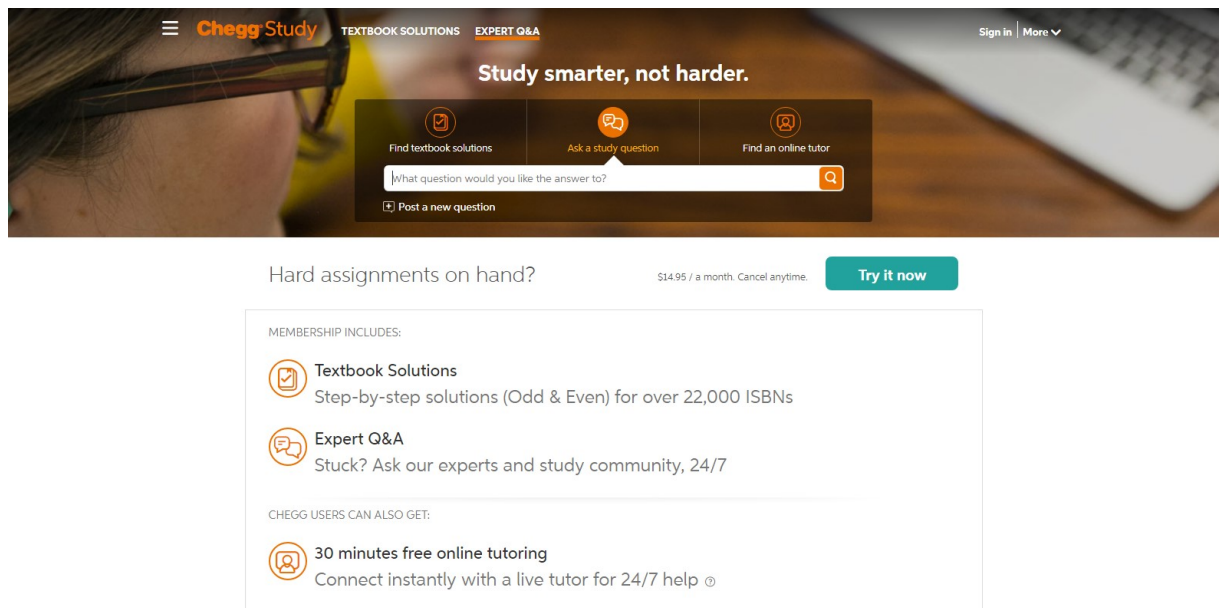 Chegg Study TEXTBOOK SOLUTIONS EXPERT Q&A Sign in More
Study smarter, not harder.
Find textbook solutions Ask a study question Find an online tutor
What question would you like the answer to?
Post a new question
Hard assignments on hand? $14.95 / a month. Cancel anytime. Try it now
MEMBERSHIP INCLUDES:
Textbook Solutions
Step-by-step solutions (Odd & Even) for over 22,000 ISBNs
Expert Q&A
Stuck? Ask our experts and study community, 24/7
CHEGG USERS CAN ALSO GET:
30 minutes free online tutoring
Connect instantly with a live tutor for 24/7 help